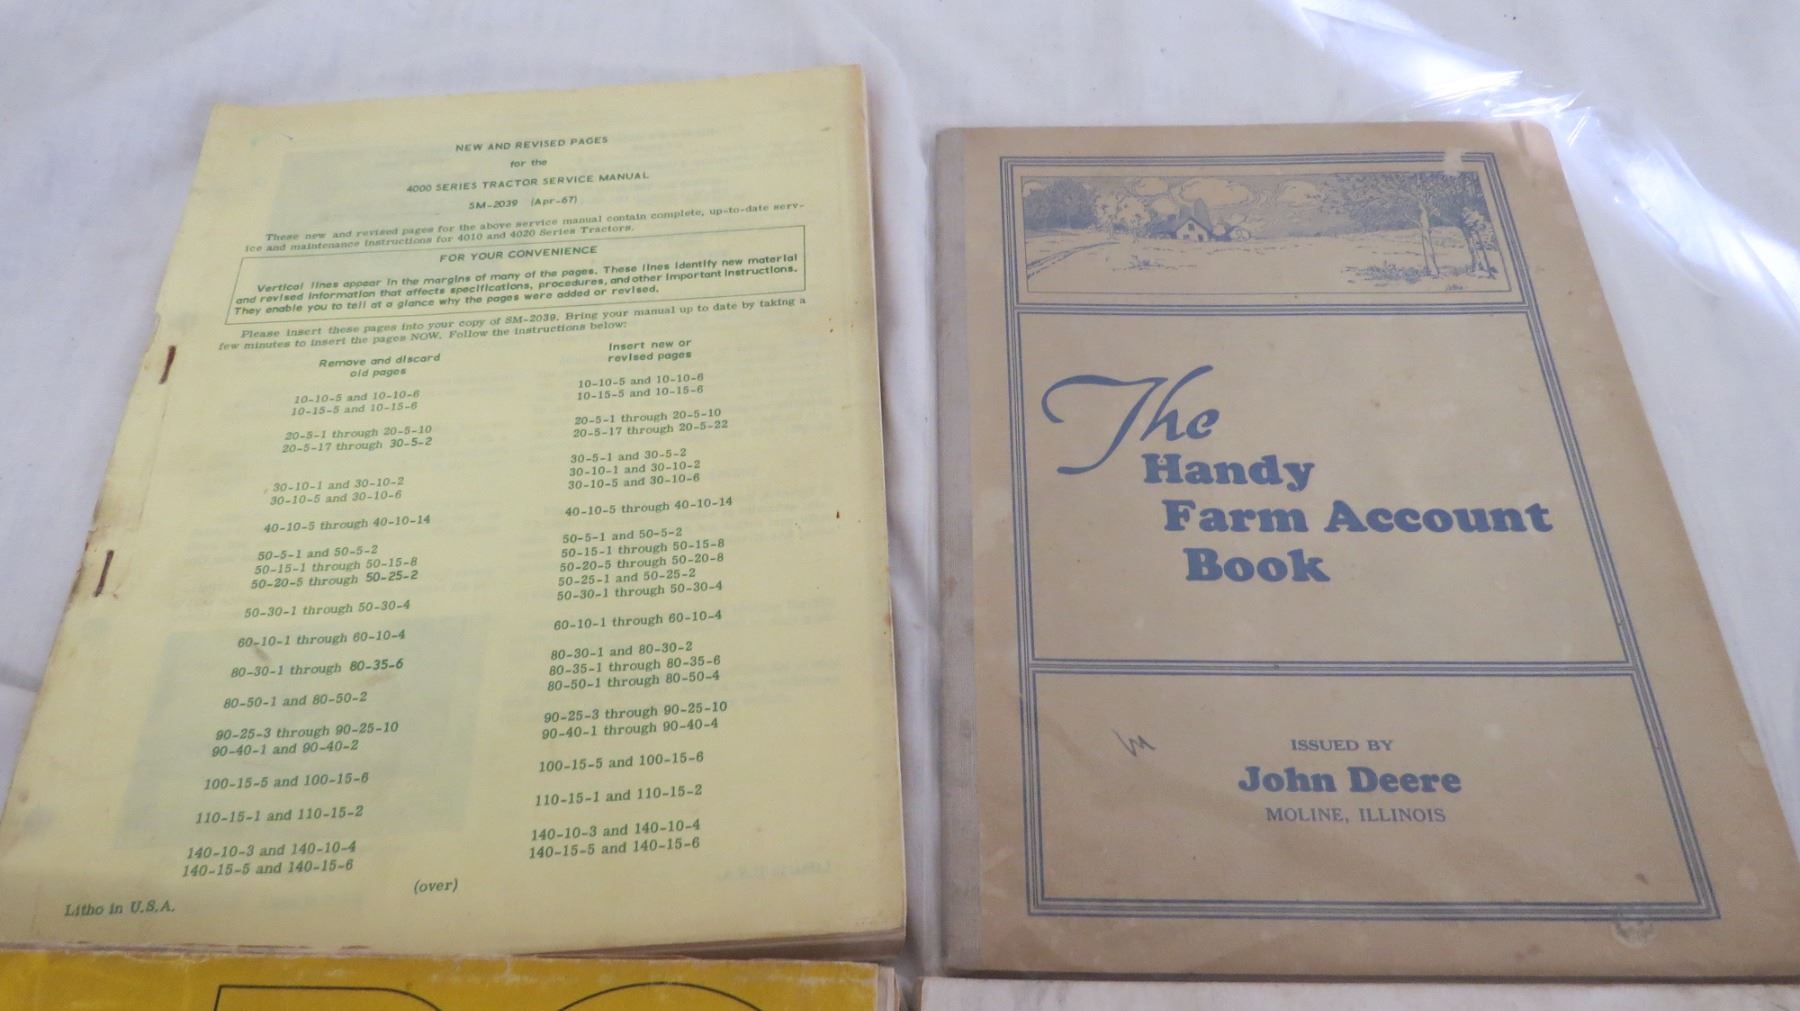 NEW AND REVISED PAGES
for the
4000 SERIES TRACTOR SERVICE MANUAL
SM-2039 (Apr-67)
These new and revised pages for the above service manual contain complete, up-to-date serv-
ice and maintenance instructions for 4010 and 4020 Series Tractors.
FOR YOUR CONVENIENCE
Vertical lines appear in the margins of many of the pages. These lines identify new material
and revised information that affects specifications, procedures, and other important instructions.
They enable you to tell at a glance why the pages were added or revised.
Please insert these pages into your copy of SM-2039. Bring your manual up to date by taking a
few minutes to insert the pages NOW. Follow the instructions below:
Remove and discard
old pages
10-10-5 and 10-10-6
10-15-5 and 10-15-6
20-5-1 through 20-5-10
20-5-17 through 30-5-2
30-10-1 and 30-10-2
30-10-5 and 30-10-6
40-10-5 through 40-10-14
50-5-1 and 50-5-2
50-15-1 through 50-15-8
50-20-5 through 50-25-2
50-30-1 through 50-30-4
60-10-1 through 60-10-4
80-30-1 through 80-35-6
80-50-1 and 80-50-2
90-25-3 through 90-25-10
90-40-1 and 90-40-2
100-15-5 and 100-15-6
110-15-1 and 110-15-2
140-10-3 and 140-10-4
140-15-5 and 140-15-6
Insert new or
revised pages
10-10-5 and 10-10-6
10-15-5 and 10-15-6
20-5-1 through 20-5-10
20-5-17 through 20-5-22
30-5-1 and 30-5-2
30-10-1 and 30-10-2
30-10-5 and 30-10-6
40-10-5 through 40-10-14
50-5-1 and 50-5-2
50-15-1 through 50-15-8
50-20-5 through 50-20-8
50-25-1 and 50-25-2
50-30-1 through 50-30-4
60-10-1 through 60-10-4
80-30-1 and 80-30-2
80-35-1 through 80-35-6
80-50-1 through 80-50-4
90-25-3 through 90-25-10
90-40-1 through 90-40-4
100-15-5 and 100-15-6
110-15-1 and 110-15-2
140-10-3 and 140-10-4
140-15-5 and 140-15-6
(over)
Litho in U.S.A.
The
Handy
Farm Account
Book
ISSUED BY
John Deere
MOLINE, ILLINOIS